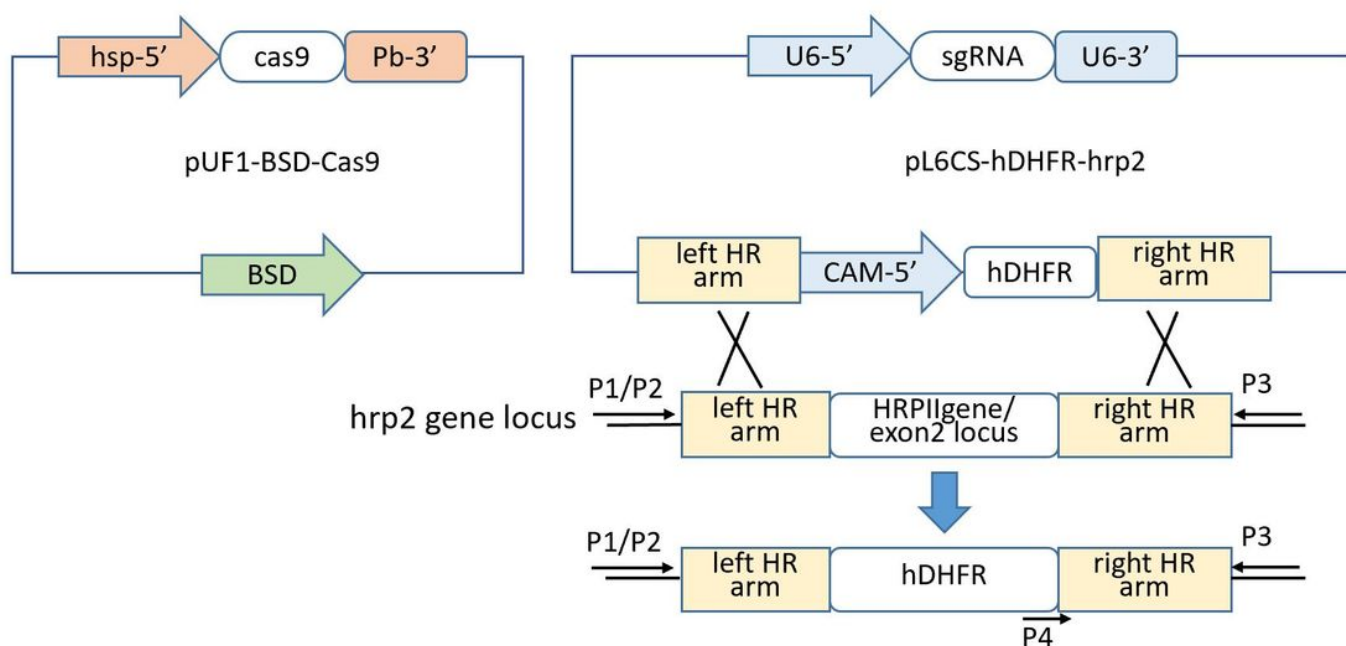 hsp-5’ cas9 Pb-3’
pUF1-BSD-Cas9
BSD
U6-5’ sgRNA U6-3’
pL6CS-hDHFR-hrp2
left HR
arm
CAM-5’
hDHFR
right HR
arm
hrp2 gene locus
P1/P2
left HR
arm
HRPIIgene/
exon2 locus
right HR
arm
P3
P1/P2
left HR
arm
hDHFR
right HR
arm
P3
P4